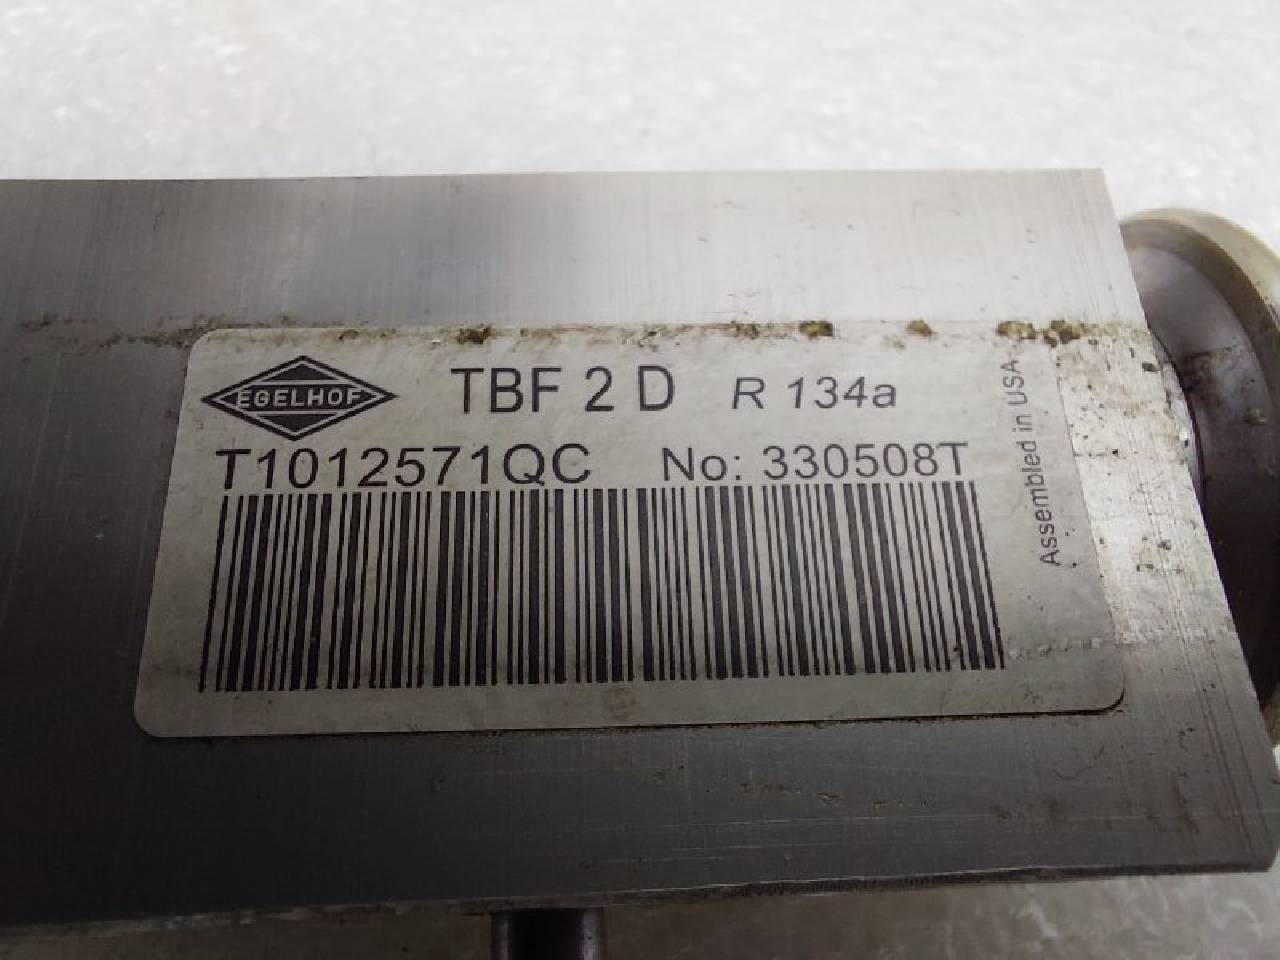 EGELHOF TBF 2 D R 134a
T1012571QC No: 330508T
Assembled in USA